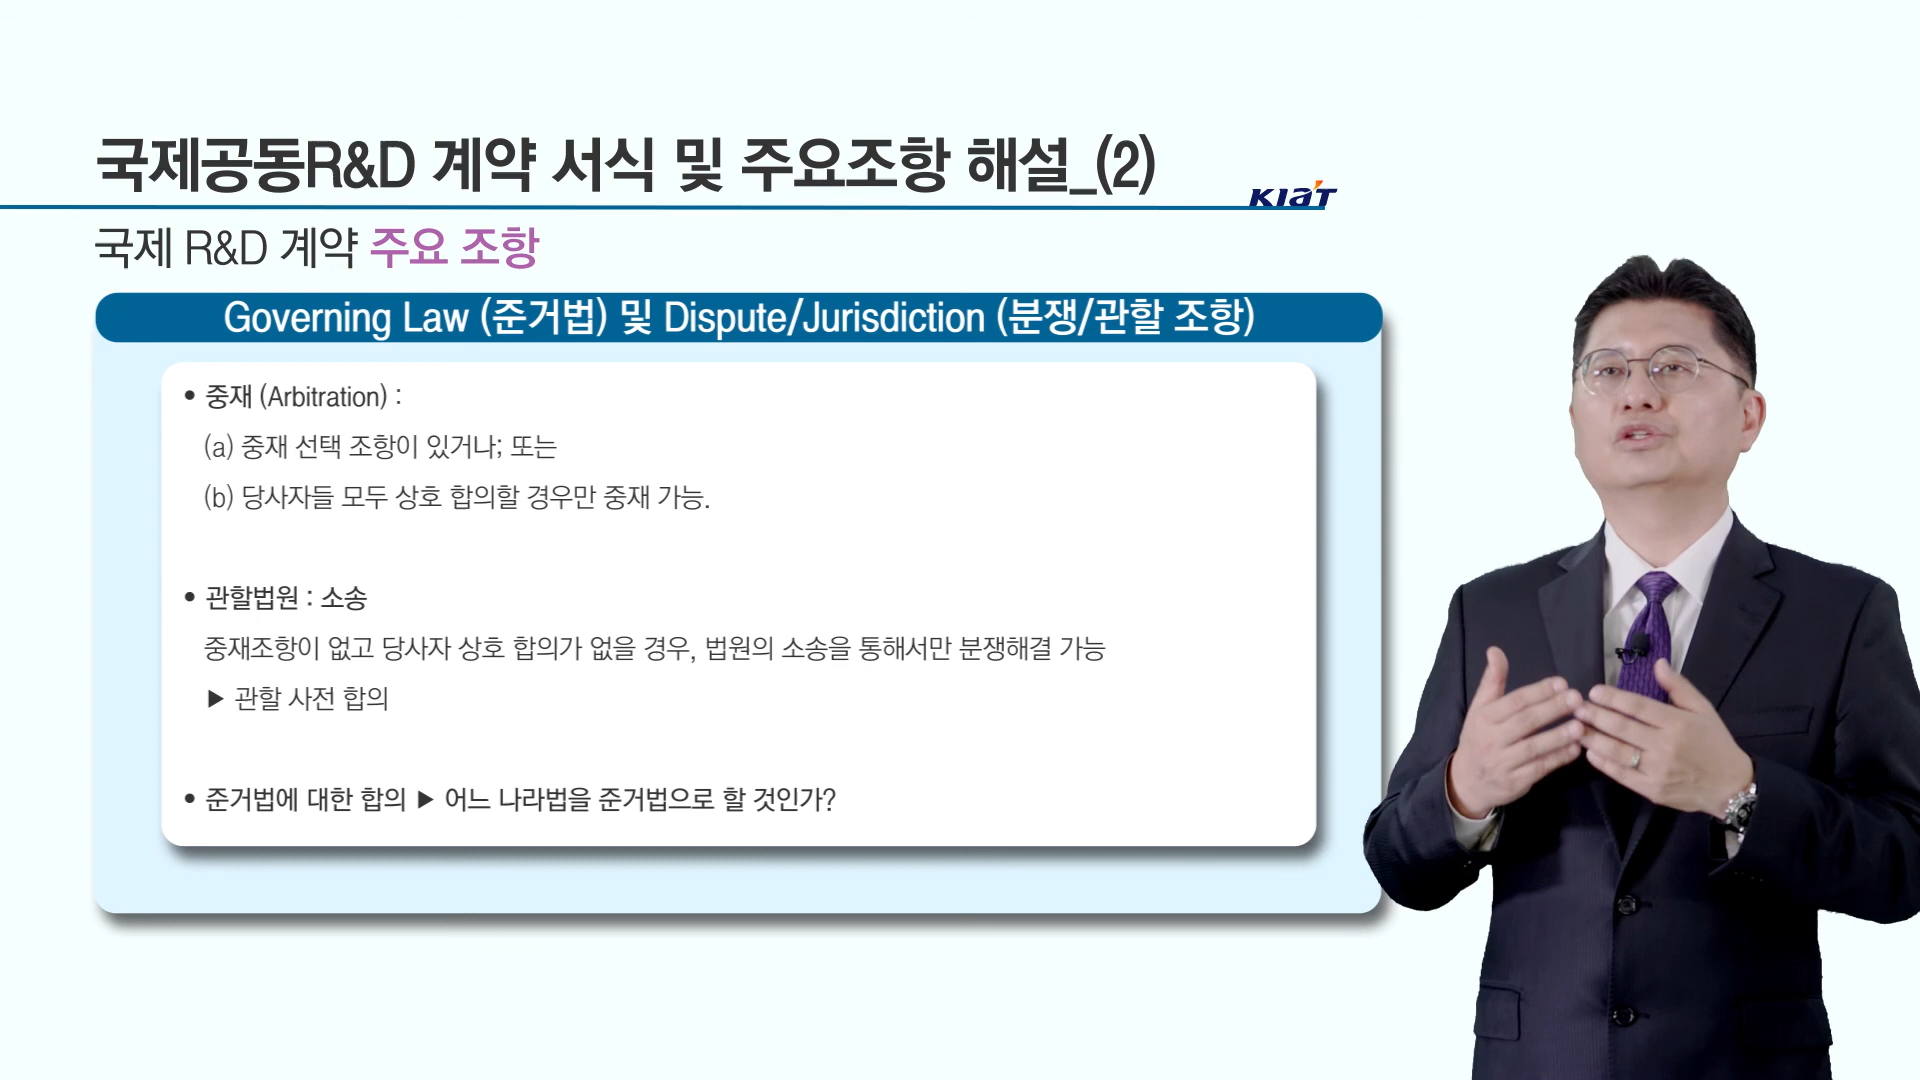 국제공동R&D 계약 서식 및 주요조항 해설_(2)
KIAT
국제 R&D 계약 주요 조항
Governing Law (준거법) 및 Dispute/Jurisdiction (분쟁/관할 조항)
• 중재 (Arbitration) :
(a) 중재 선택 조항이 있거나; 또는
(b) 당사자들 모두 상호 합의할 경우만 중재 가능.
• 관할법원 : 소송
중재조항이 없고 당사자 상호 합의가 없을 경우, 법원의 소송을 통해서만 분쟁해결 가능
▶ 관할 사전 합의
• 준거법에 대한 합의 ▶ 어느 나라법을 준거법으로 할 것인가?